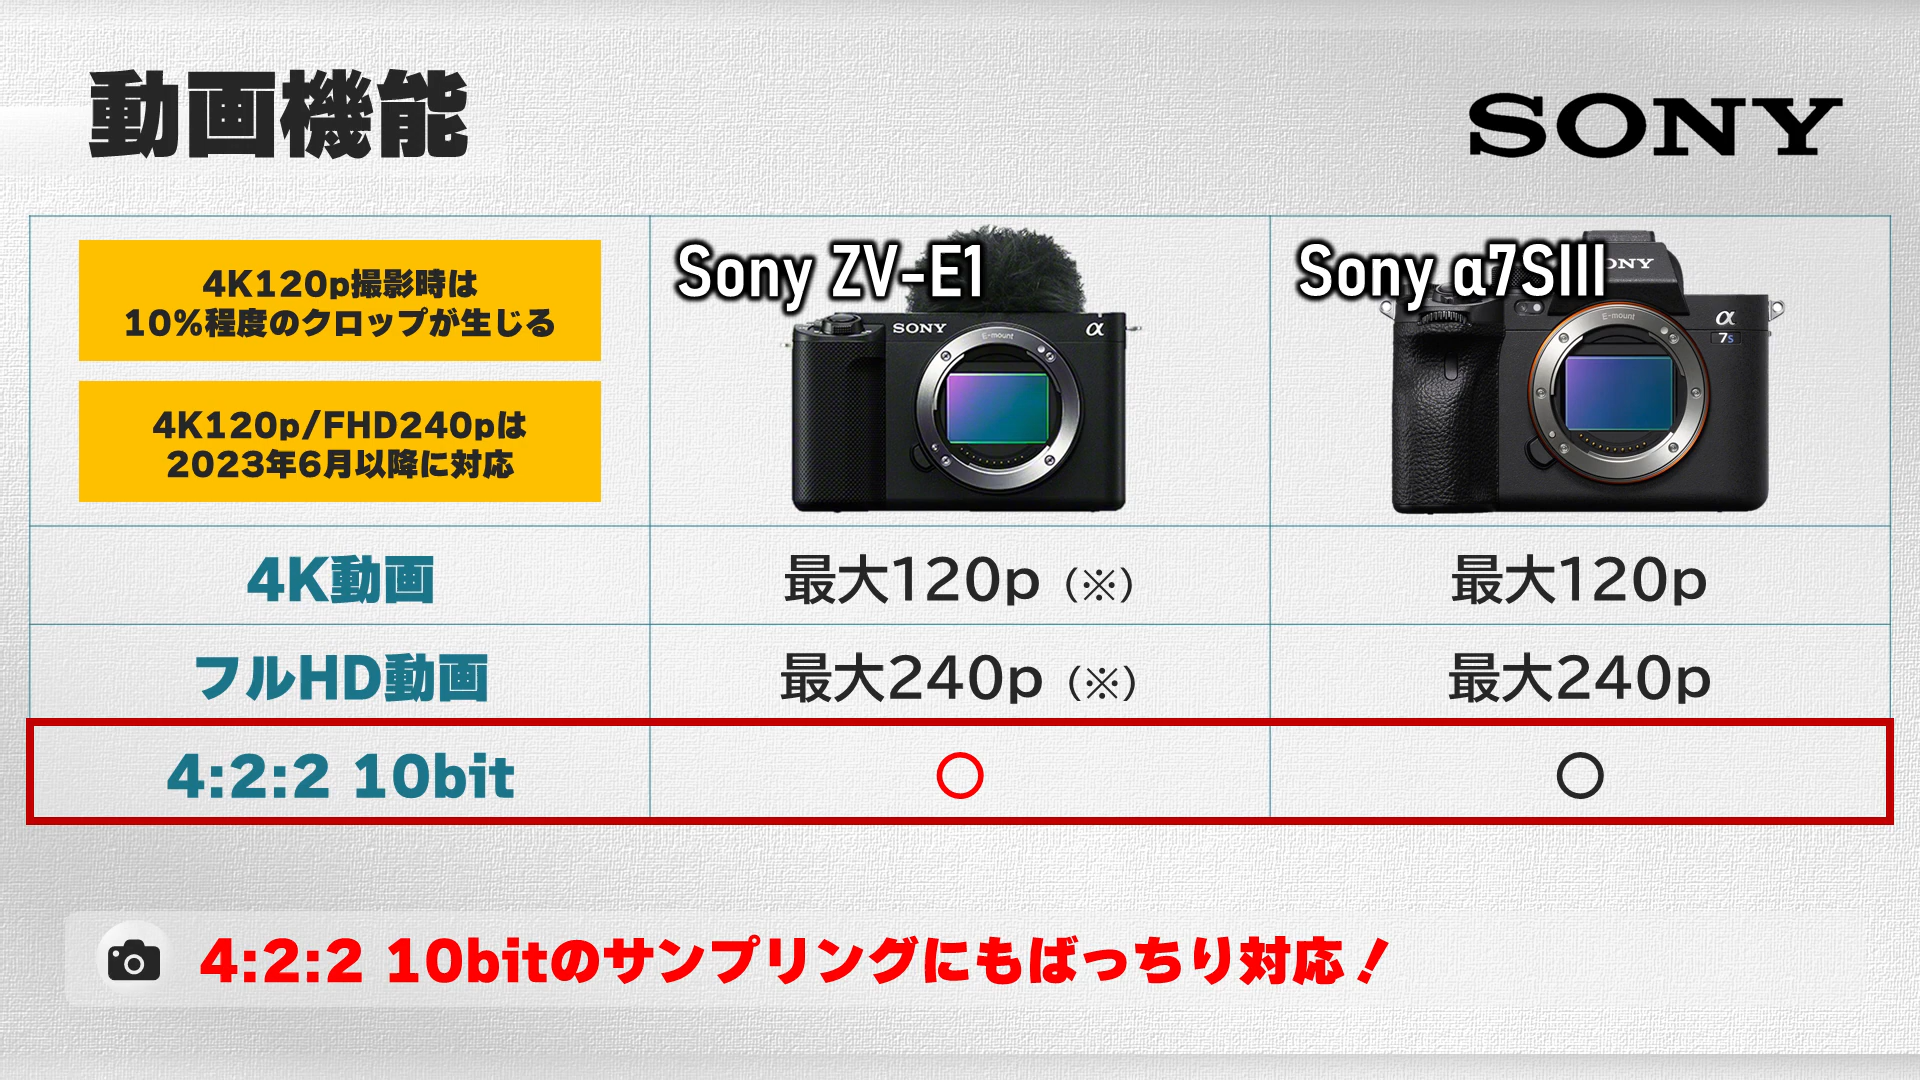 動画機能
SONY
4K120p撮影時は
10%程度のクロップが生じる
4K120p/FHD240pは
2023年6月以降に対応
Sony ZV-E1
SONY
E-mount
α
Sony α7SIII
ONY
E-mount
α
7s
4K動画
最大120p（※）
最大120p
フルHD動画
最大240p（※）
最大240p
4:2:2 10bit
〇
〇
4:2:2 10bitのサンプリングにもばっちり対応！